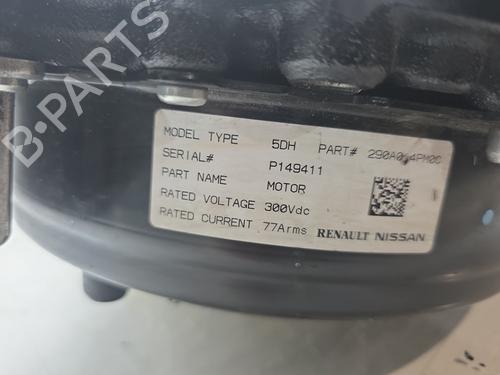 B-PARTS
MODEL TYPE 5DH PART#
SERIAL# P149411
PART NAME MOTOR
RATED VOLTAGE 300Vdc
RATED CURRENT 77Arms RENAULT NISSAN